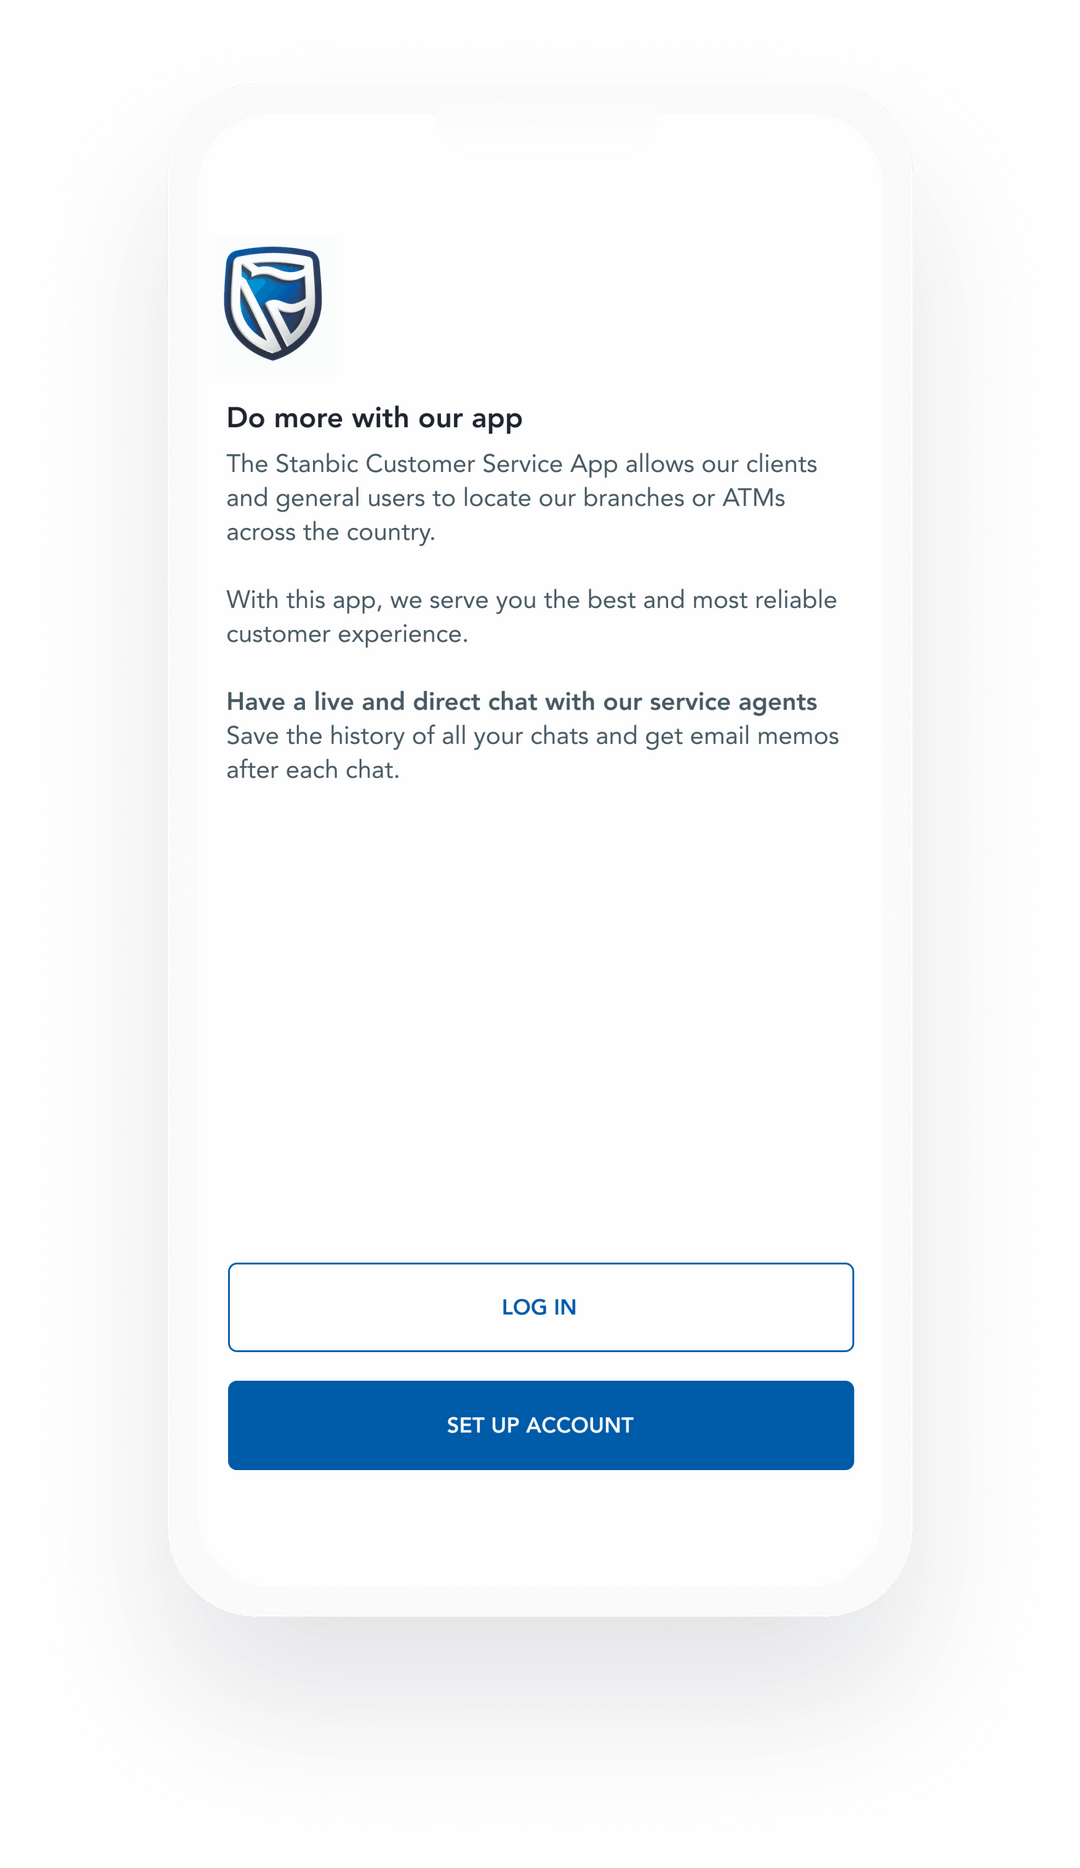 Do more with our app
The Stanbic Customer Service App allows our clients
and general users to locate our branches or ATMs
across the country.
With this app, we serve you the best and most reliable
customer experience.
Have a live and direct chat with our service agents
Save the history of all your chats and get email memos
after each chat.
LOG IN
SET UP ACCOUNT